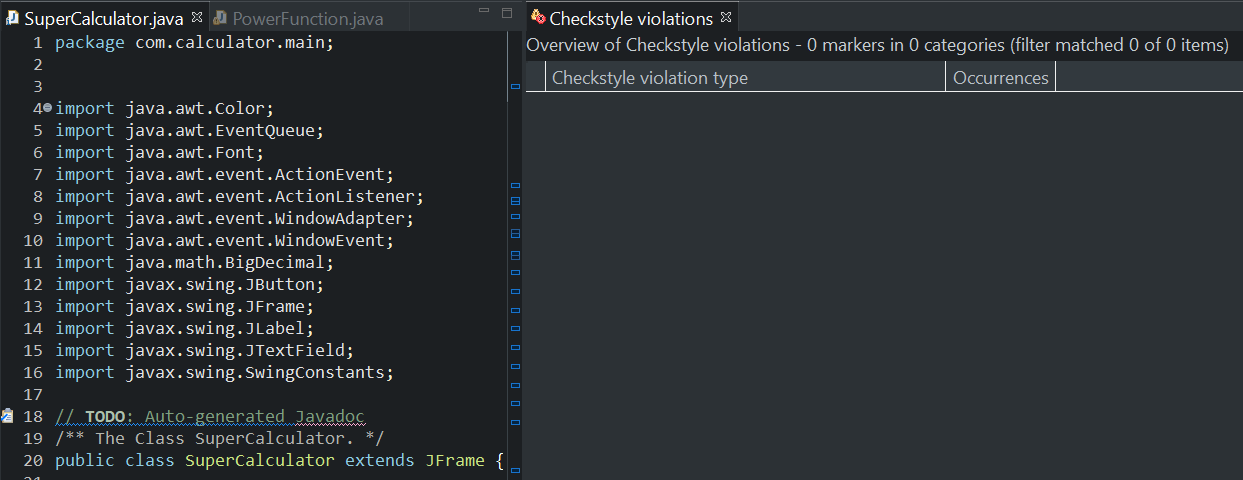 SuperCalculator.java
PowerFunction.java
1 package com.calculator.main;
2
3
4 import java.awt.Color;
5 import java.awt.EventQueue;
6 import java.awt.Font;
7 import java.awt.event.ActionEvent;
8 import java.awt.event.ActionListener;
9 import java.awt.event.WindowAdapter;
10 import java.awt.event.WindowEvent;
11 import java.math.BigDecimal;
12 import javax.swing.JButton;
13 import javax.swing.JFrame;
14 import javax.swing.JLabel;
15 import javax.swing.JTextField;
16 import javax.swing.SwingConstants;
17
18 // TODO: Auto-generated Javadoc
19 /** The Class SuperCalculator. */
20 public class SuperCalculator extends JFrame {
Checkstyle violations
Overview of Checkstyle violations - 0 markers in 0 categories (filter matched 0 of 0 items)
Checkstyle violation type
Occurrences